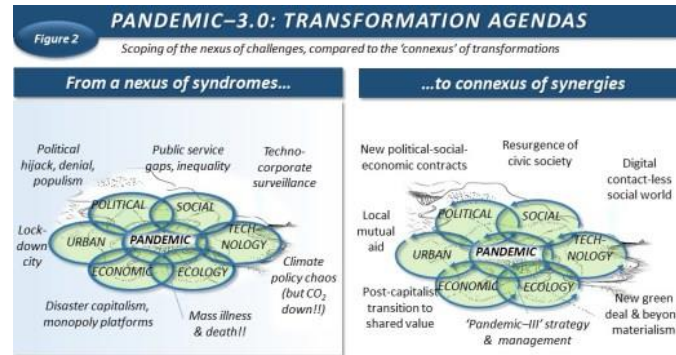 PANDEMIC–3.0: TRANSFORMATION AGENDAS
Figure 2
Scoping of the nexus of challenges, compared to the ‘connexus’ of transformations
From a nexus of syndromes…
Political
hijack, denial,
populism
Public service
gaps, inequality
Techno-
corporate
surveillance
POLITICAL
SOCIAL
Lock-
down
city
URBAN
PANDEMIC
TECH-
NOLOGY
ECONOMIC
ECOLOGY
Climate
policy chaos
(but CO2
down!!)
Disaster capitalism,
monopoly platforms
Mass illness
& death!!
…to connexus of synergies
New political-social-
economic contracts
Resurgence of
civic society
Digital
contact-less
social world
Local
mutual
aid
POLITICAL
SOCIAL
URBAN
PANDEMIC
TECH-
NOLOGY
ECONOMIC
ECOLOGY
Post-capitalist
transition to
shared value
‘Pandemic–III’ strategy
& management
New green
deal & beyon
materialism